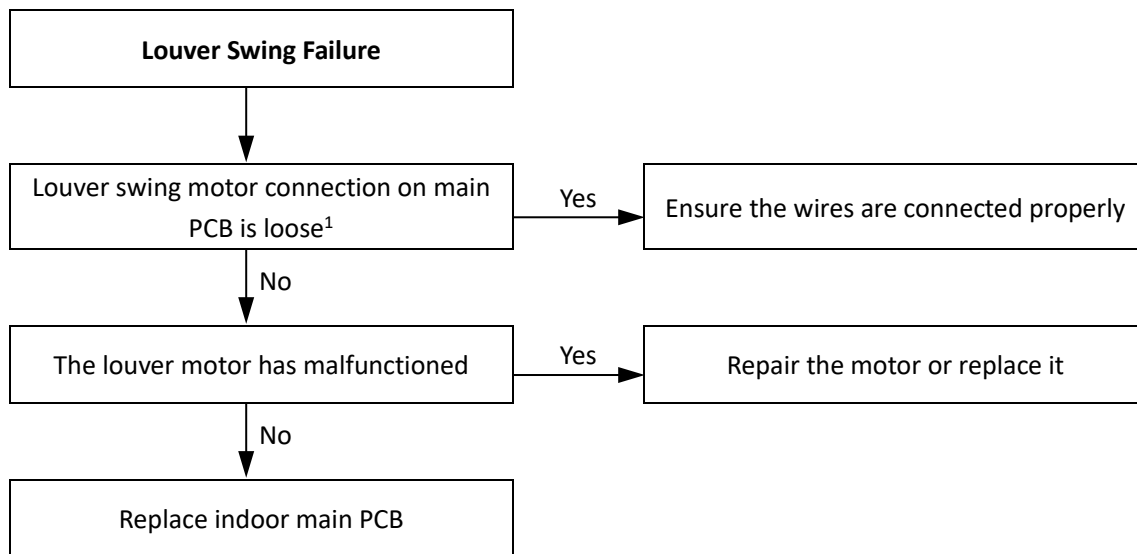 Louver Swing Failure
Louver swing motor connection on main
PCB is loose¹
Yes
Ensure the wires are connected properly
No
The louver motor has malfunctioned
Yes
Repair the motor or replace it
No
Replace indoor main PCB